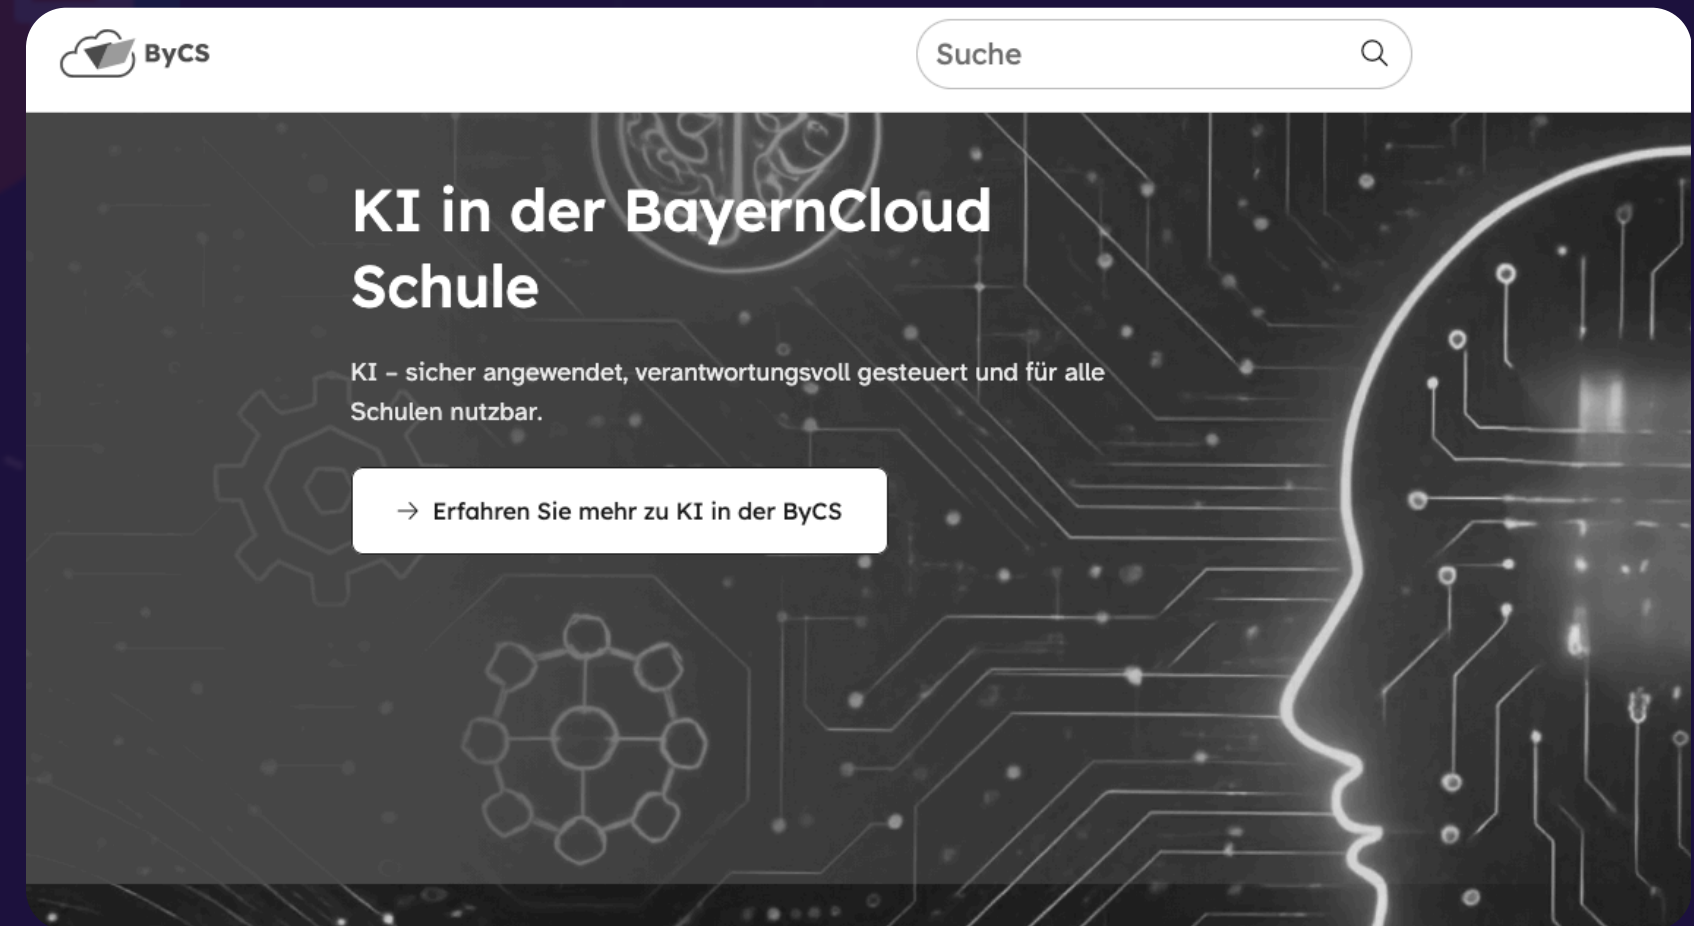 ByCS
Suche
KI in der BayernCloud
Schule
KI – sicher angewendet, verantwortungsvoll gesteuert und für alle
Schulen nutzbar.
→ Erfahren Sie mehr zu KI in der ByCS